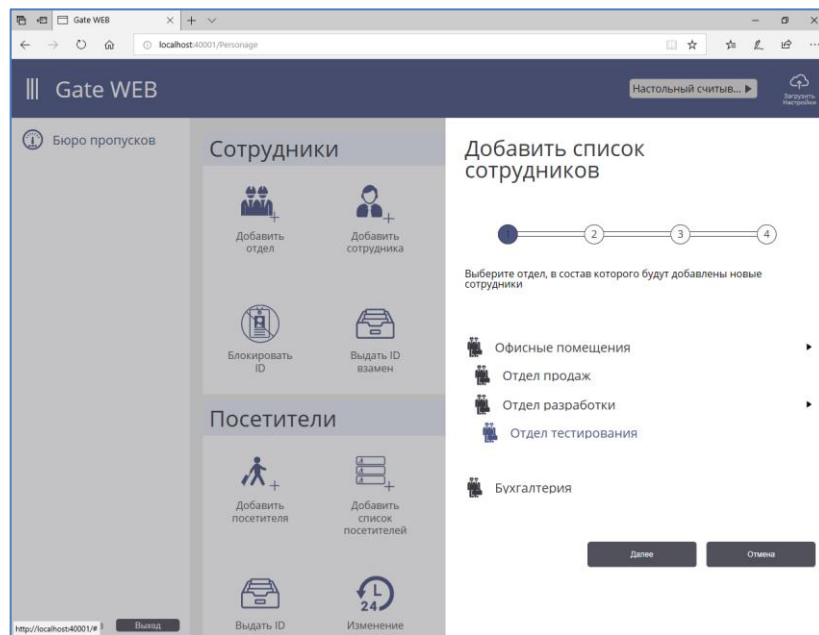 Gate WEB
localhost:40001/Personage
Gate WEB
Настольный считыв...
Загрузить
Настройки
Бюро пропусков
Сотрудники
Добавить
отдел
Добавить
сотрудника
Блокировать
ID
Выдать ID
взамен
Посетители
Добавить
посетителя
Добавить
список
посетителей
Выдать ID
24
Изменение
Добавить список
сотрудников
1
2
3
4
Выберите отдел, в состав которого будут добавлены новые
сотрудники
Офисные помещения
Отдел продаж
Отдел разработки
Отдел тестирования
Бухгалтерия
Далее
Отмена
http://localhost:40001/#
Выход